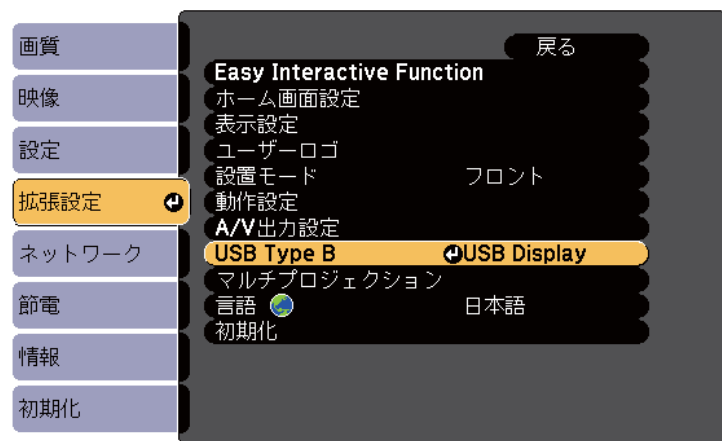 画質
映像
設定
拡張設定
ネットワーク
節電
情報
初期化
戻る
Easy Interactive Function
ホーム画面設定
表示設定
ユーザーロゴ
設置モード フロント
動作設定
A/V出力設定
USB Type B USB Display
マルチプロジェクション
言語 日本語
初期化